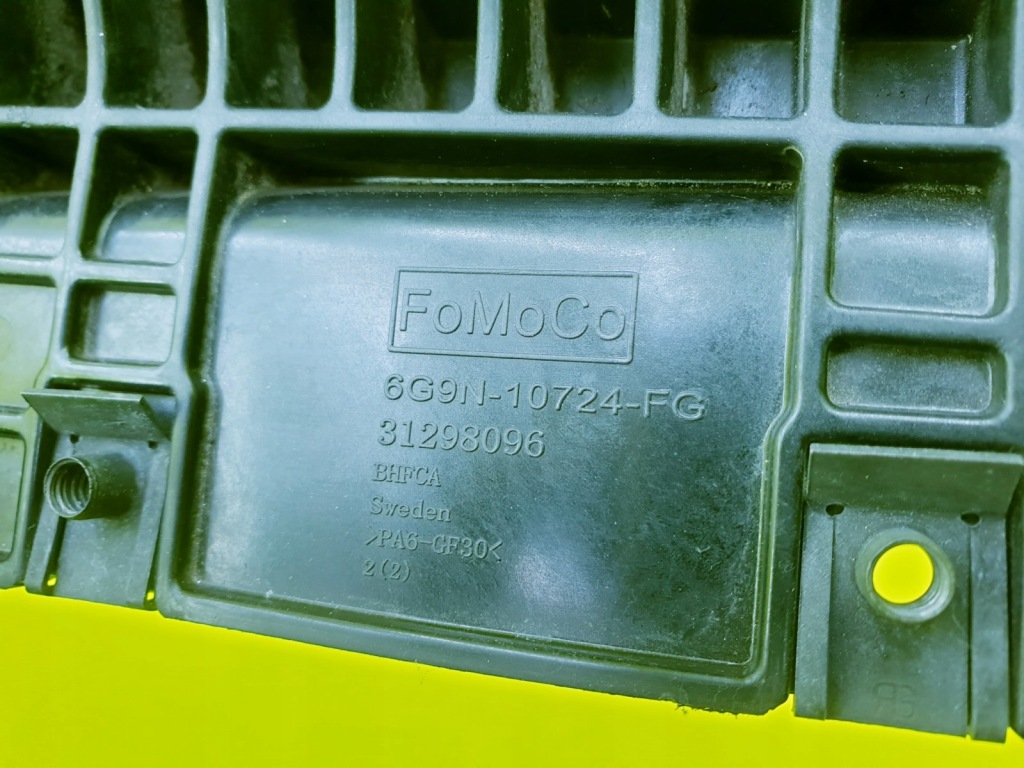 FoMoCo
6G9N-10724-FG
31298096
BHFCA
Sweden
>PA6-GF30<
2(2)